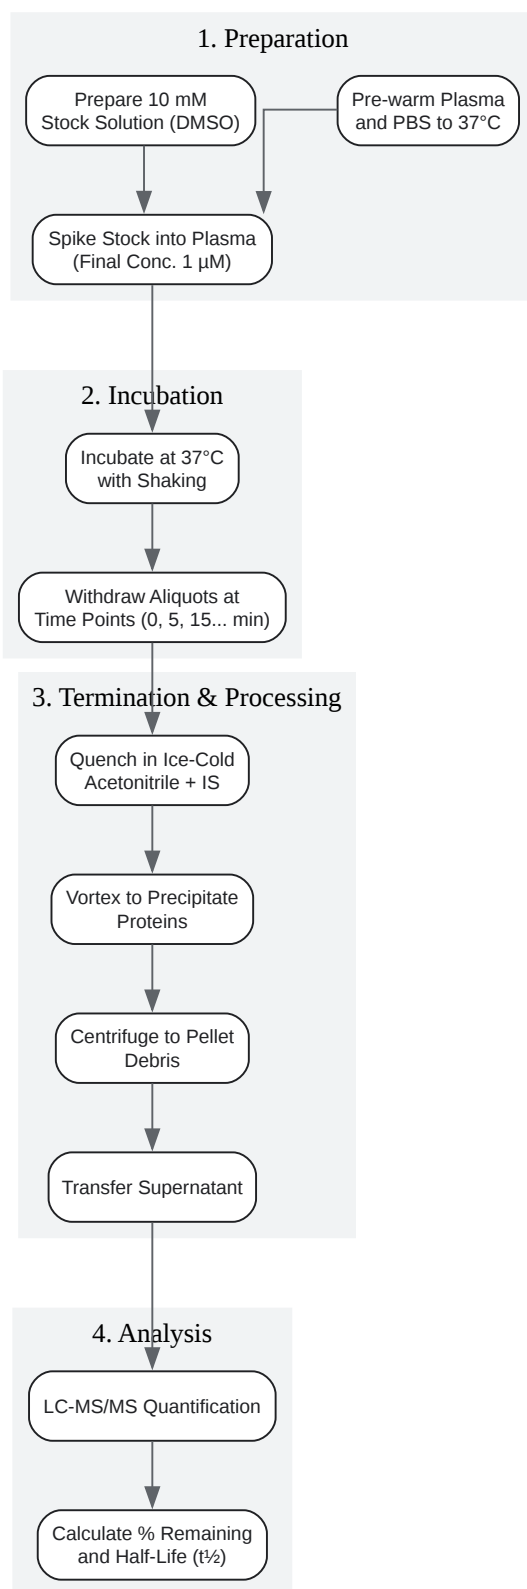 1. Preparation
Prepare 10 mM
Stock Solution (DMSO)
Pre-warm Plasma
and PBS to 37°C
Spike Stock into Plasma
(Final Conc. 1 µM)
2. Incubation
Incubate at 37°C
with Shaking
Withdraw Aliquots at
Time Points (0, 5, 15... min)
3. Termination & Processing
Quench in Ice-Cold
Acetonitrile + IS
Vortex to Precipitate
Proteins
Centrifuge to Pellet
Debris
Transfer Supernatant
4. Analysis
LC-MS/MS Quantification
Calculate % Remaining
and Half-Life (t½)